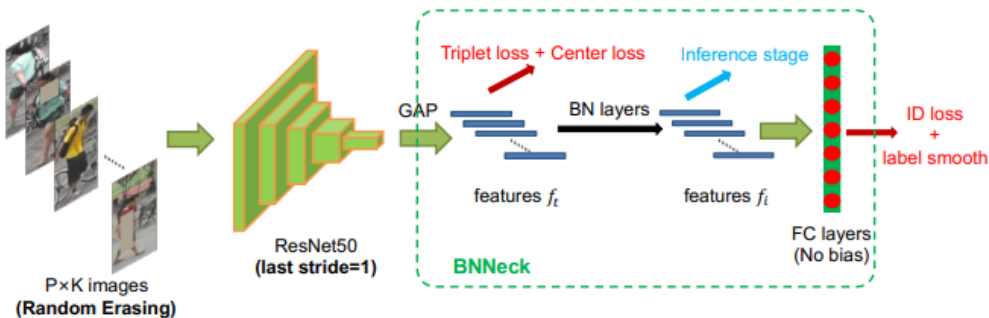 Triplet loss + Center loss
Inference stage
GAP
BN layers
ID loss
+
label smooth
features f_t
features f_i
ResNet50
(last stride=1)
BNNeck
FC layers
(No bias)
P×K images
(Random Erasing)